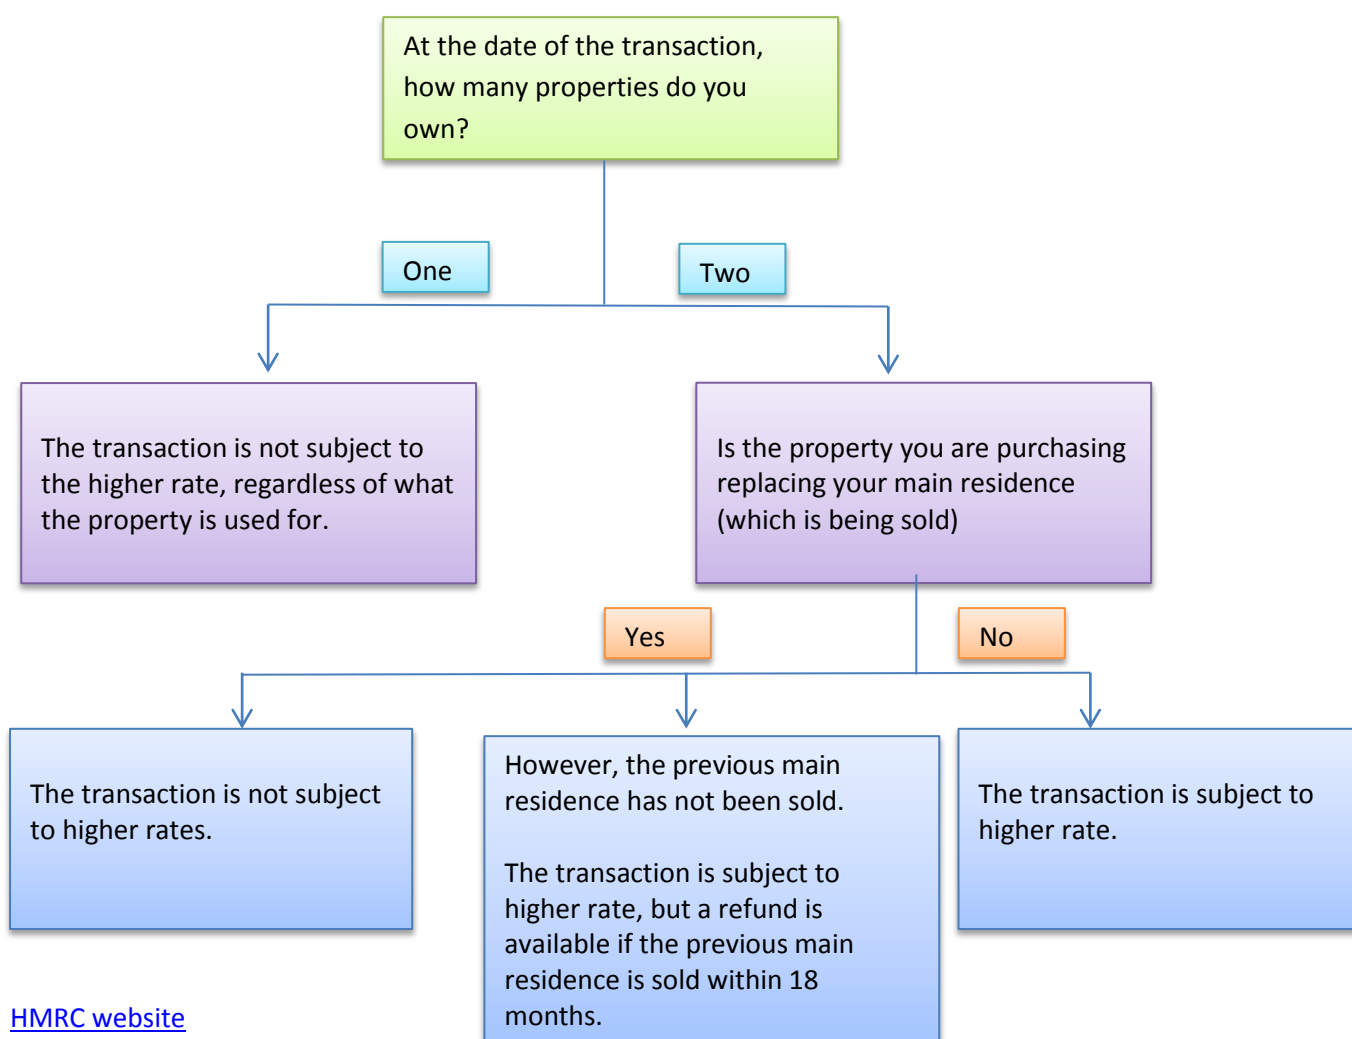 At the date of the transaction,
how many properties do you
own?
One
Two
The transaction is not subject to
the higher rate, regardless of what
the property is used for.
Is the property you are purchasing
replacing your main residence
(which is being sold)
Yes
No
The transaction is not subject
to higher rates.
However, the previous main
residence has not been sold.
The transaction is subject to
higher rate, but a refund is
available if the previous main
residence is sold within 18
months.
The transaction is subject to
higher rate.
HMRC website